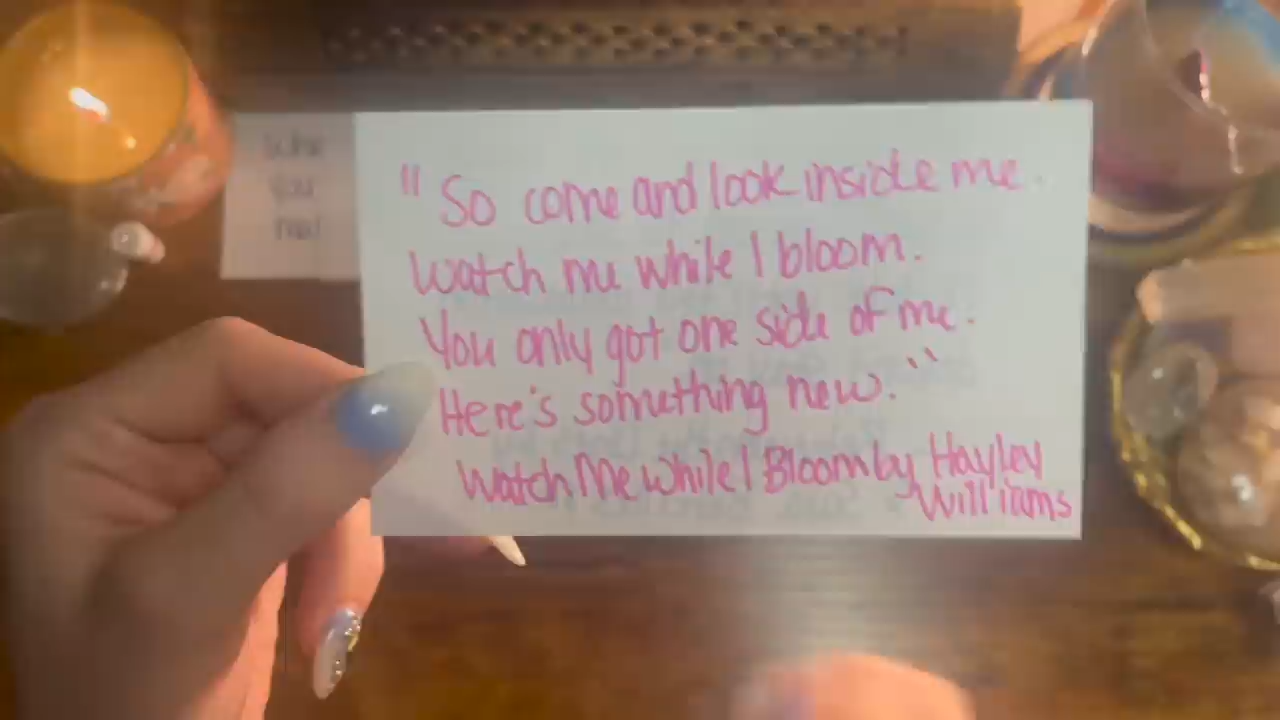 "So come and look inside me.
Watch me while I bloom.
You only got one side of me.
Here's something new."
Watch Me While I Bloom by Hayley
Williams
you